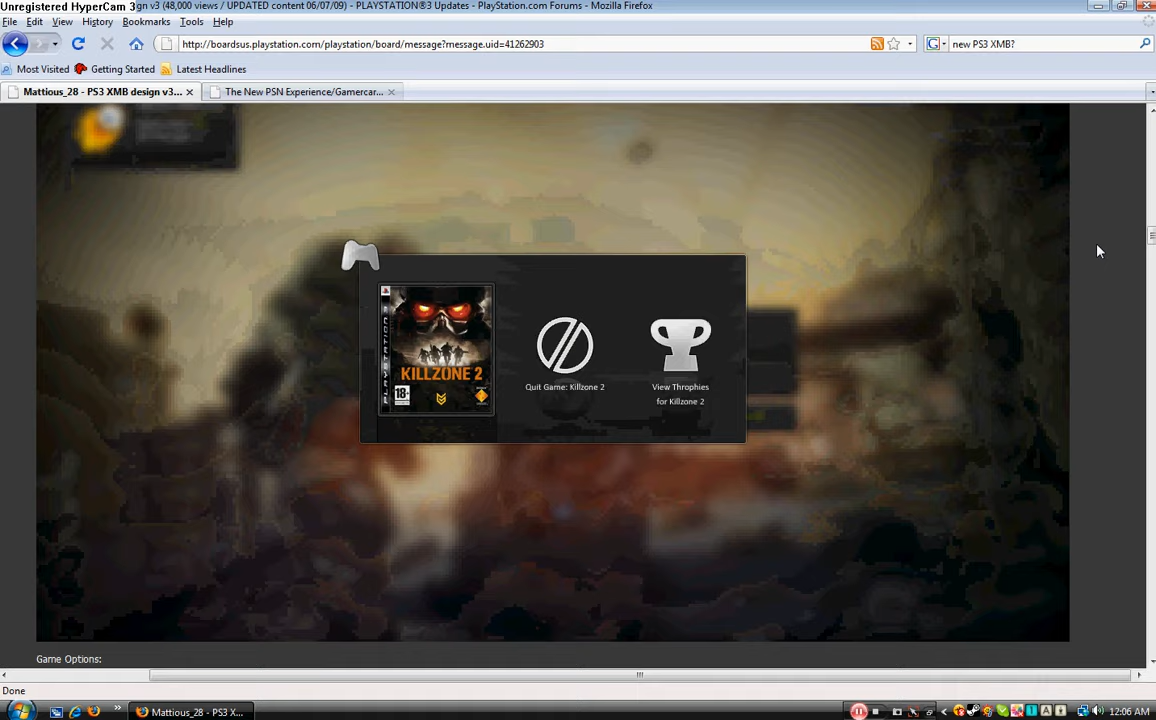 Unregistered HyperCam 3
gn v3 (48,000 views / UPDATED content 06/07/09) - PLAYSTATION®3 Updates - PlayStation.com Forums - Mozilla Firefox
File Edit View History Bookmarks Tools Help
http://boardsus.playstation.com/playstation/board/message?message.uid=41262903
new PS3 XMB?
Most Visited Getting Started Latest Headlines
Mattious_28 - PS3 XMB design v3...
The New PSN Experience/Gamercar...
PLAYSTATION 3
KILLZONE 2
18+
Quit Game: Killzone 2
View Throphies
for Killzone 2
Game Options:
Done
Mattious_28 - PS3 X...
12:06 AM